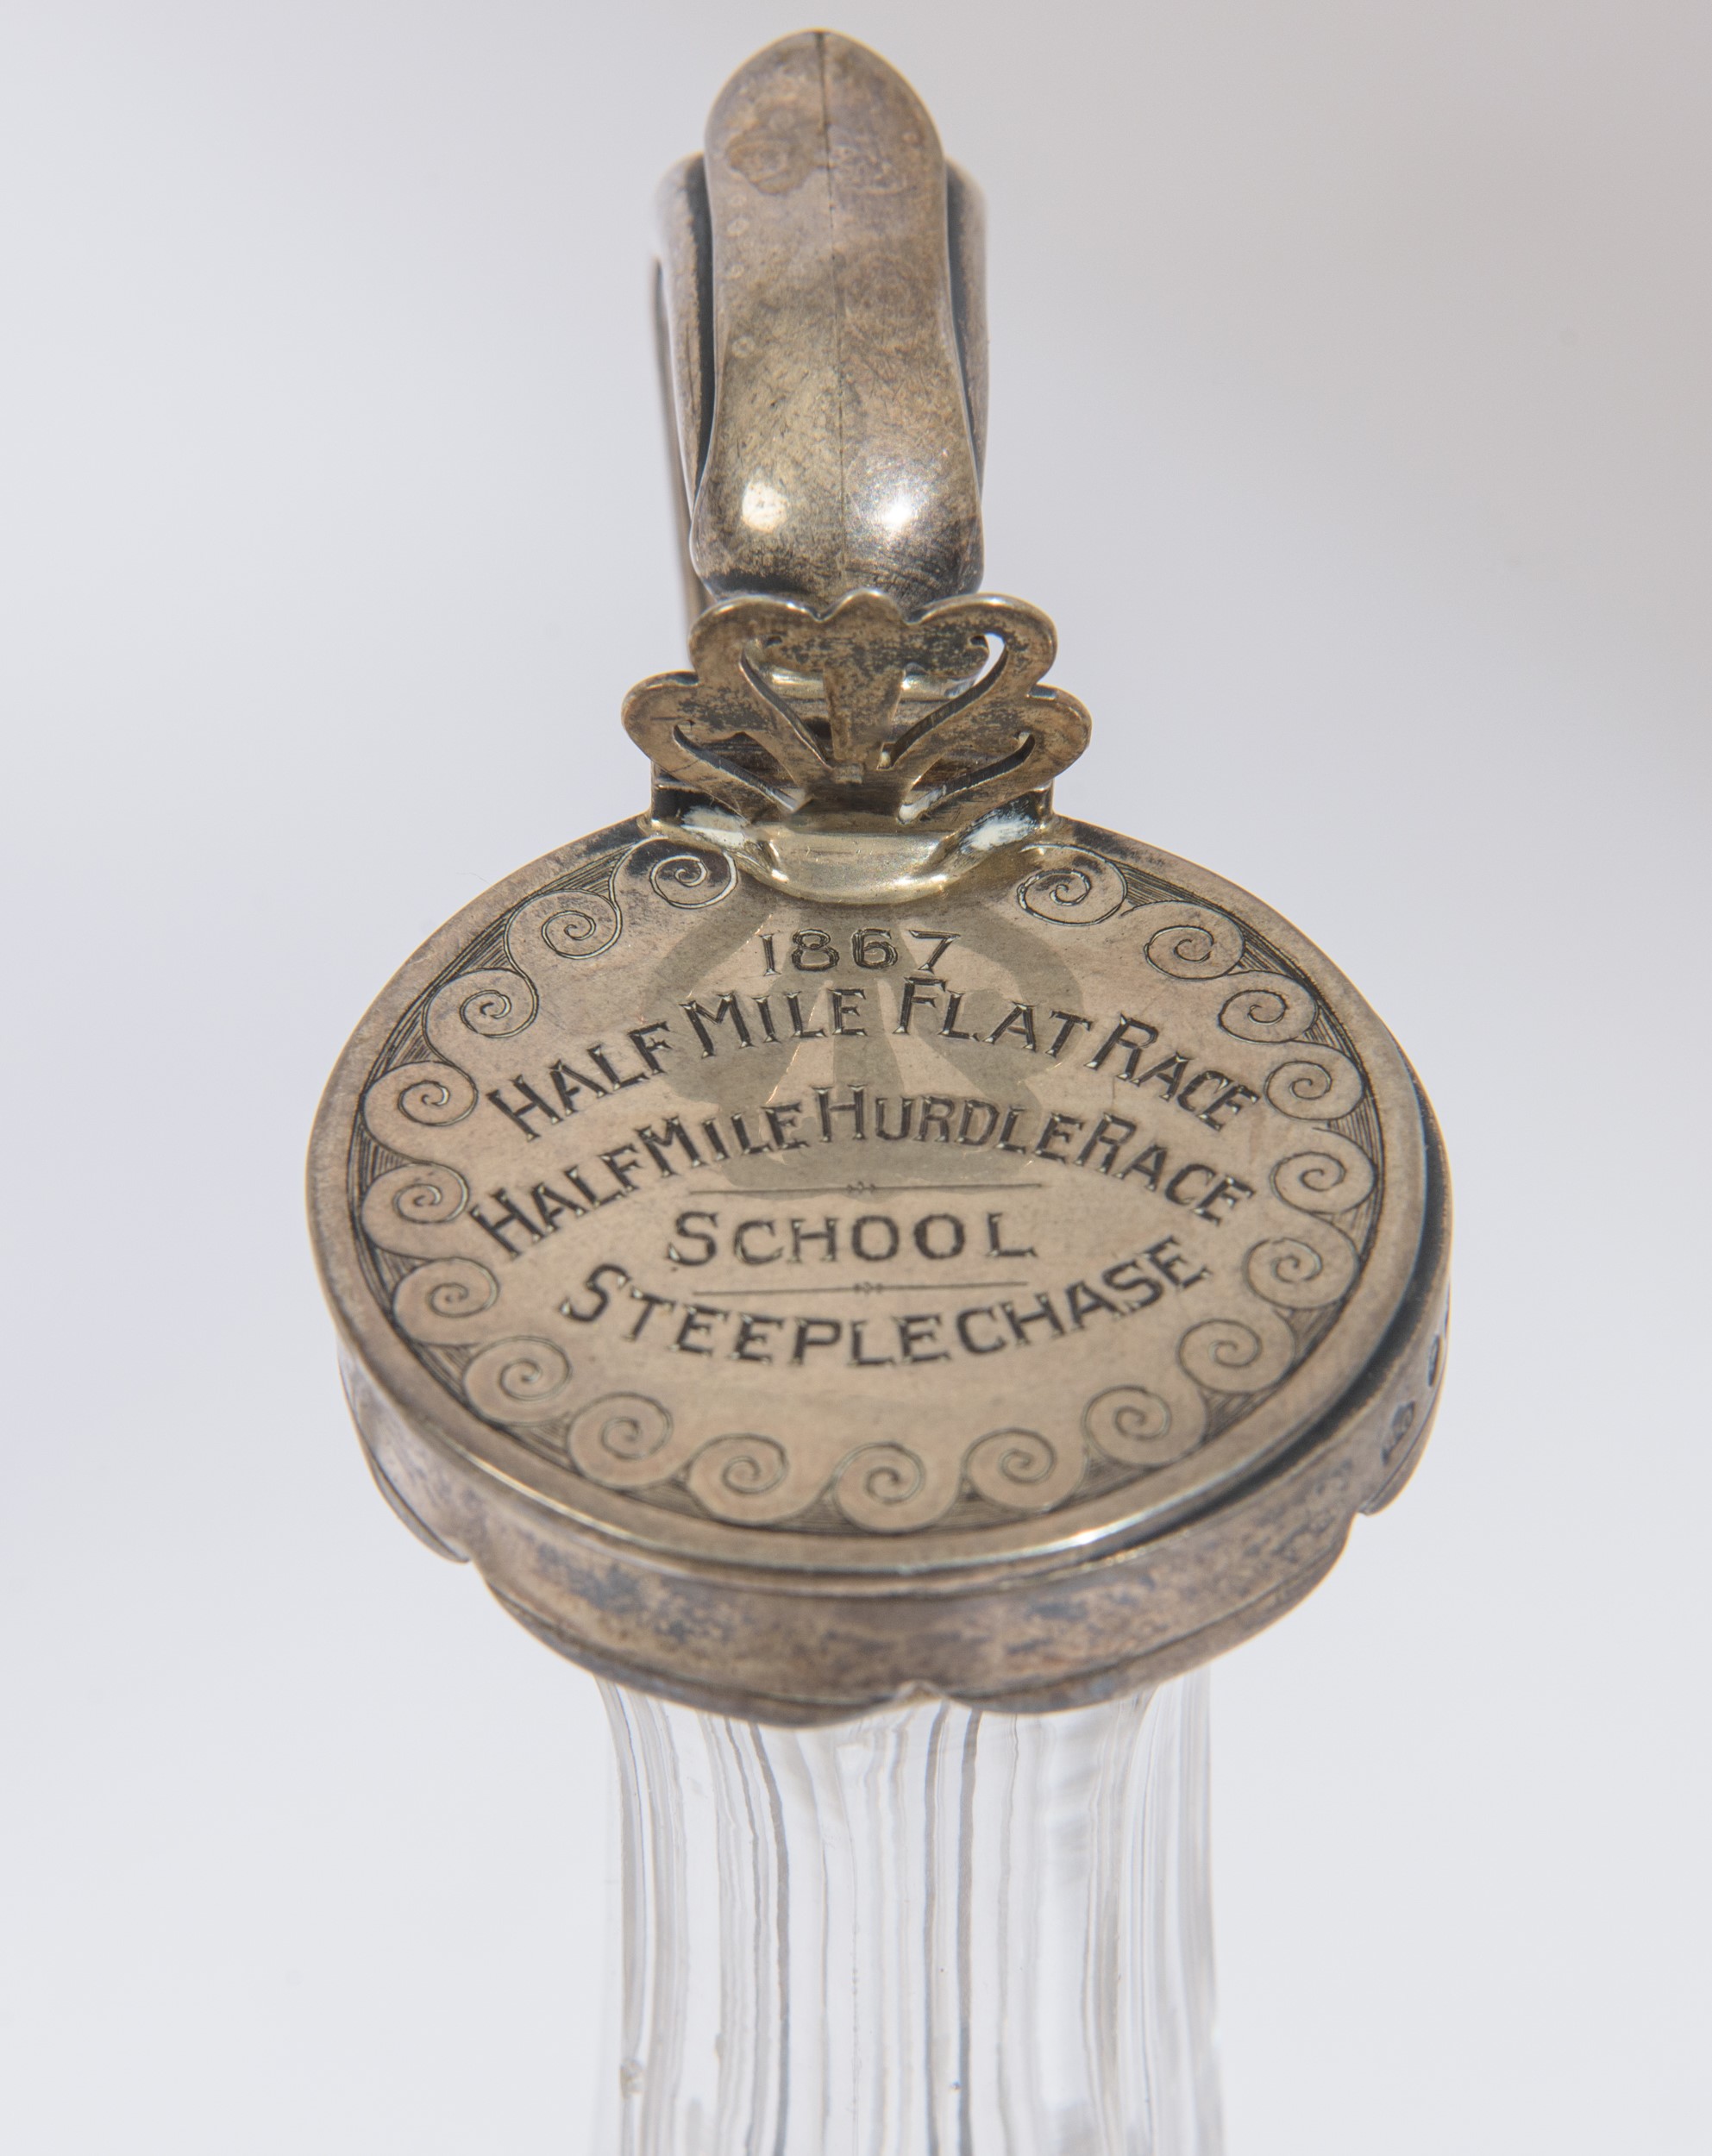 1867
HALF MILE FLAT RACE
HALF MILE HURDLE RACE
SCHOOL
STEEPLECHASE